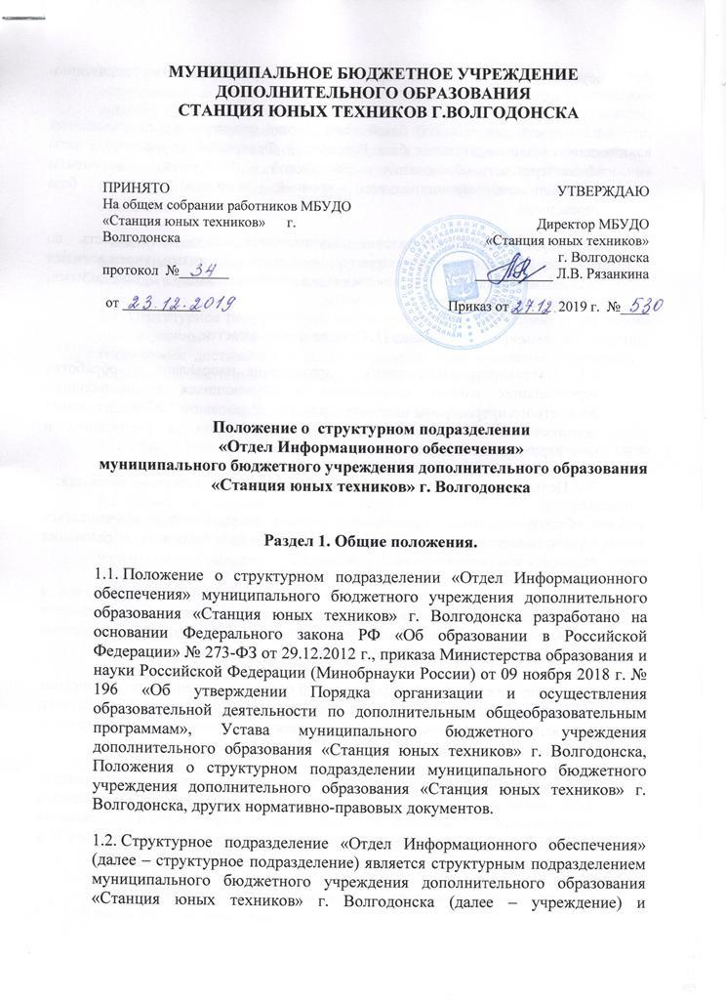 МУНИЦИПАЛЬНОЕ БЮДЖЕТНОЕ УЧРЕЖДЕНИЕ
ДОПОЛНИТЕЛЬНОГО ОБРАЗОВАНИЯ
СТАНЦИЯ ЮНЫХ ТЕХНИКОВ Г.ВОЛГОДОНСКА
ПРИНЯТО
На общем собрании работников МБУДО
«Станция юных техников» г.
Волгодонска
протокол №34
от 23.12.2019
УТВЕРЖДАЮ
Директор МБУДО
«Станция юных техников»
г. Волгодонска
Л.В. Рязанкина
Приказ от 27.12 2019 г. № 530
Положение о структурном подразделении
«Отдел Информационного обеспечения»
муниципального бюджетного учреждения дополнительного образования
«Станция юных техников» г. Волгодонска
Раздел 1. Общие положения.
1.1. Положение о структурном подразделении «Отдел Информационного
обеспечения» муниципального бюджетного учреждения дополнительного
образования «Станция юных техников» г. Волгодонска разработано на
основании Федерального закона РФ «Об образовании в Российской
Федерации» № 273-ФЗ от 29.12.2012 г., приказа Министерства образования и
науки Российской Федерации (Минобрнауки России) от 09 ноября 2018 г. №
196 «Об утверждении Порядка организации и осуществления
образовательной деятельности по дополнительным общеобразовательным
программам», Устава муниципального бюджетного учреждения
дополнительного образования «Станция юных техников» г. Волгодонска,
Положения о структурном подразделении муниципального бюджетного
учреждения дополнительного образования «Станция юных техников» г.
Волгодонска, других нормативно-правовых документов.
1.2. Структурное подразделение «Отдел Информационного обеспечения»
(далее – структурное подразделение) является структурным подразделением
муниципального бюджетного учреждения дополнительного образования
«Станция юных техников» г. Волгодонска (далее – учреждение) и